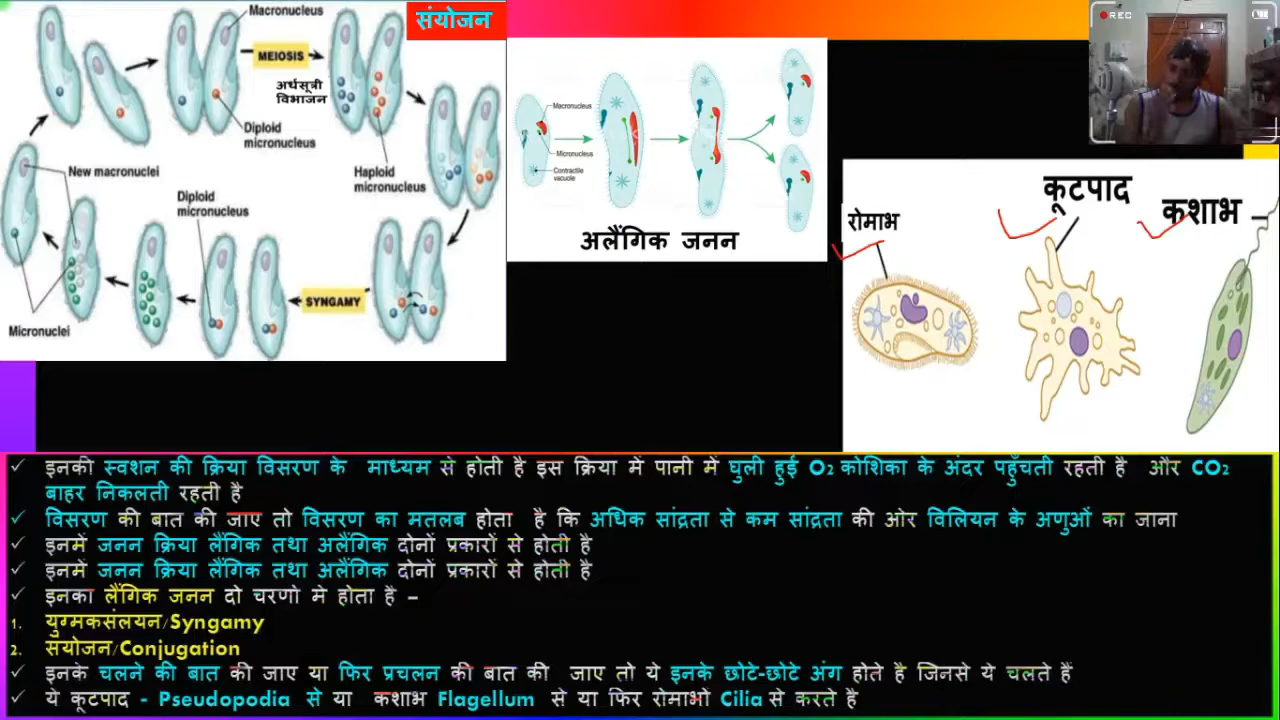 संयोजन
Macronucleus
MEIOSIS
अर्धसूत्री
विभाजन
Diploid
micronucleus
Haploid
micronucleus
New macronuclei
Diploid
micronucleus
SYNGAMY
Micronuclei
Macronucleus
Micronucleus
Contractile
vacuole
अलैंगिक जनन
REC
रोमाभ
कूटपाद
कशाभ
✓ इनकी स्वशन की क्रिया विसरण के माध्यम से होती है इस क्रिया में पानी में घुली हुई O₂ कोशिका के अंदर पहुँचती रहती है और CO₂
बाहर निकलती रहती है
✓ विसरण की बात की जाए तो विसरण का मतलब होता है कि अधिक सांद्रता से कम सांद्रता की ओर विलियन के अणुओं का जाना
✓ इनमें जनन क्रिया लैंगिक तथा अलैंगिक दोनों प्रकारों से होती है
✓ इनमें जनन क्रिया लैंगिक तथा अलैंगिक दोनों प्रकारों से होती है
✓ इनका लैंगिक जनन दो चरणो मे होता है –
1. युग्मकसंलयन/Syngamy
2. संयोजन/Conjugation
✓ इनके चलने की बात की जाए या फिर प्रचलन की बात की जाए तो ये इनके छोटे-छोटे अंग होते है जिनसे ये चलते हैं
✓ ये कूटपाद - Pseudopodia से या कशाभ Flagellum से या फिर रोमाभों Cilia से करते है